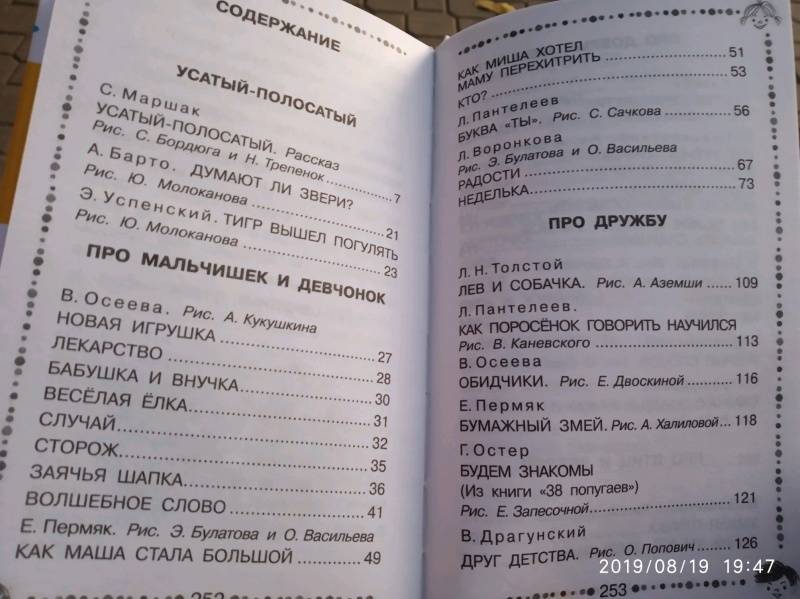 СОДЕРЖАНИЕ
УСАТЫЙ-ПОЛОСАТЫЙ
С. Маршак
УСАТЫЙ-ПОЛОСАТЫЙ. Рассказ
Рис. С. Бордюга и Н. Трепенок 7
А. Барто. ДУМАЮТ ЛИ ЗВЕРИ?
Рис. Ю. Молоканова 21
Э. Успенский. ТИГР ВЫШЕЛ ПОГУЛЯТЬ
Рис. Ю. Молоканова 23
ПРО МАЛЬЧИШЕК И ДЕВЧОНОК
В. Осеева. Рис. А. Кукушкина
НОВАЯ ИГРУШКА 27
ЛЕКАРСТВО 28
БАБУШКА И ВНУЧКА 30
ВЕСЁЛАЯ ЁЛКА 31
СЛУЧАЙ 32
СТОРОЖ 35
ЗАЯЧЬЯ ШАПКА 36
ВОЛШЕБНОЕ СЛОВО 41
Е. Пермяк. Рис. Э. Булатова и О. Васильева
КАК МАША СТАЛА БОЛЬШОЙ 49
252
КАК МИША ХОТЕЛ
МАМУ ПЕРЕХИТРИТЬ 51
КТО? 53
Л. Пантелеев
БУКВА «ТЫ». Рис. С. Сачкова 56
Л. Воронкова
Рис. Э. Булатова и О. Васильева
РАДОСТИ 67
НЕДЕЛЬКА 73
ПРО ДРУЖБУ
Л. Н. Толстой
ЛЕВ И СОБАЧКА. Рис. А. Аземши 109
Л. Пантелеев.
КАК ПОРОСЁНОК ГОВОРИТЬ НАУЧИЛСЯ
Рис. В. Каневского 113
В. Осеева
ОБИДЧИКИ. Рис. Е. Двоскиной 116
Е. Пермяк
БУМАЖНЫЙ ЗМЕЙ. Рис. А. Халиловой 118
Г. Остер
БУДЕМ ЗНАКОМЫ
(Из книги «38 попугаев»)
Рис. Е. Запесочной 121
В. Драгунский
ДРУГ ДЕТСТВА. Рис. О. Попович 126
253
2019/08/19 19:47